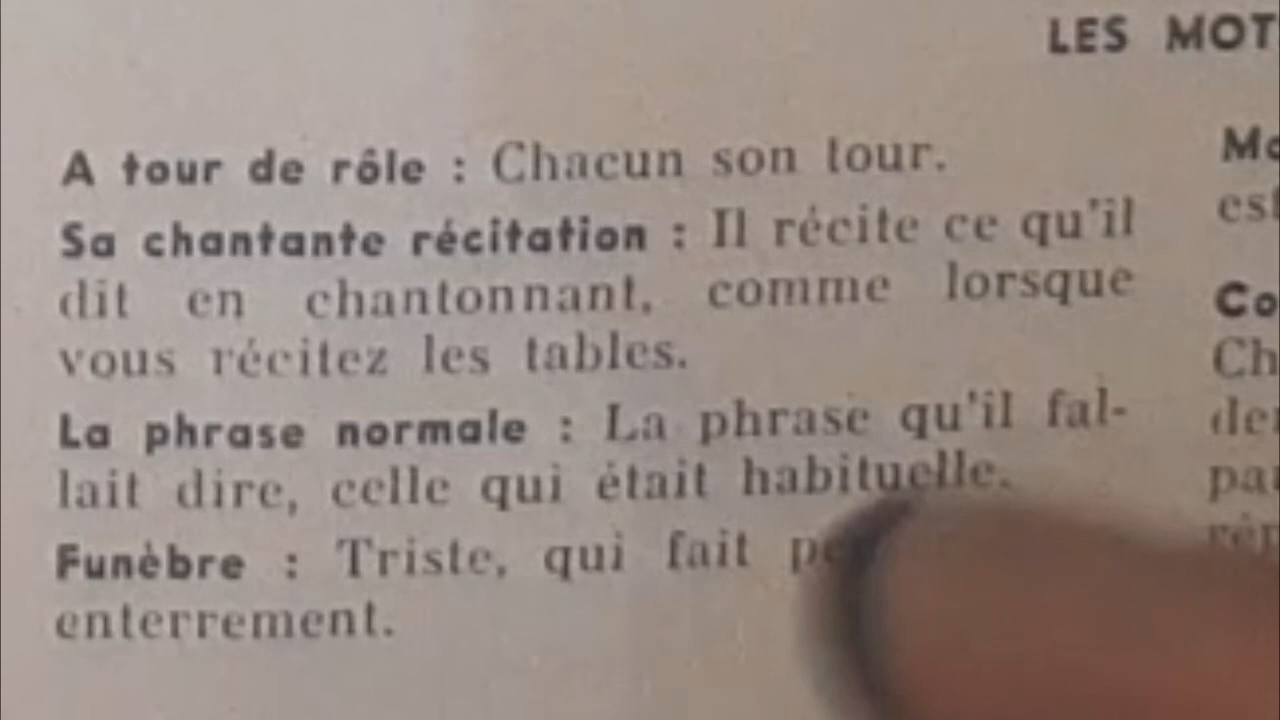 LES MOT
A tour de rôle : Chacun son tour.
Sa chantante récitation : Il récite ce qu'il
dit en chantonnant, comme lorsque
vous récitez les tables.
La phrase normale : La phrase qu'il fal-
lait dire, celle qui était habituelle.
Funèbre : Triste, qui fait
enterrement.